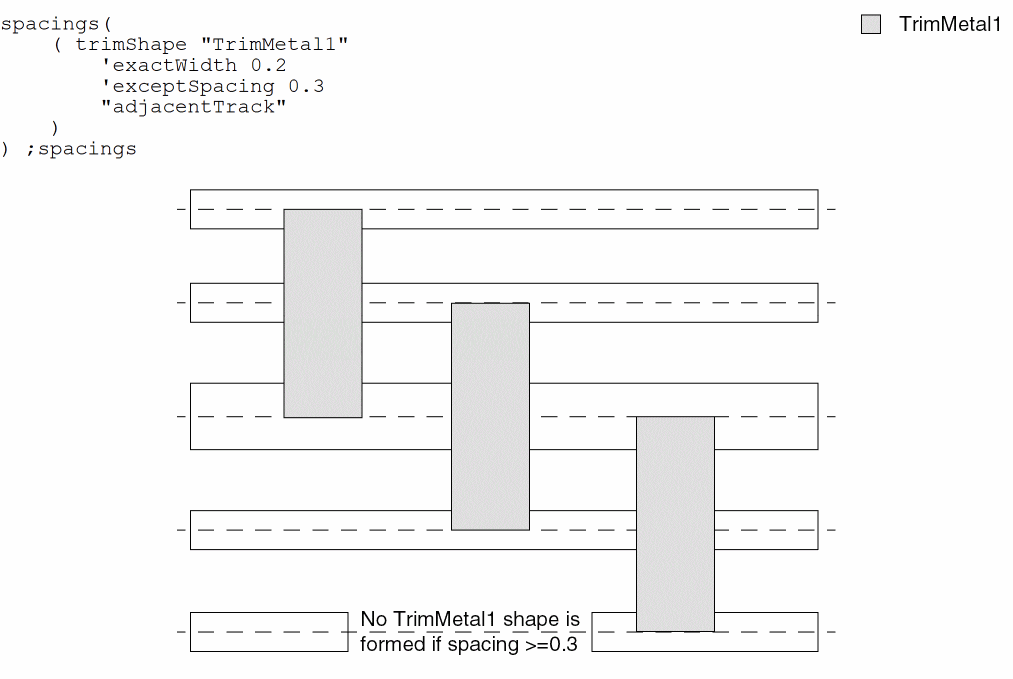 spacings(
( trimShape "TrimMetal1"
'exactWidth 0.2
'exceptSpacing 0.3
"adjacentTrack"
)
) ;spacings
TrimMetal1
No TrimMetal1 shape is
formed if spacing >=0.3